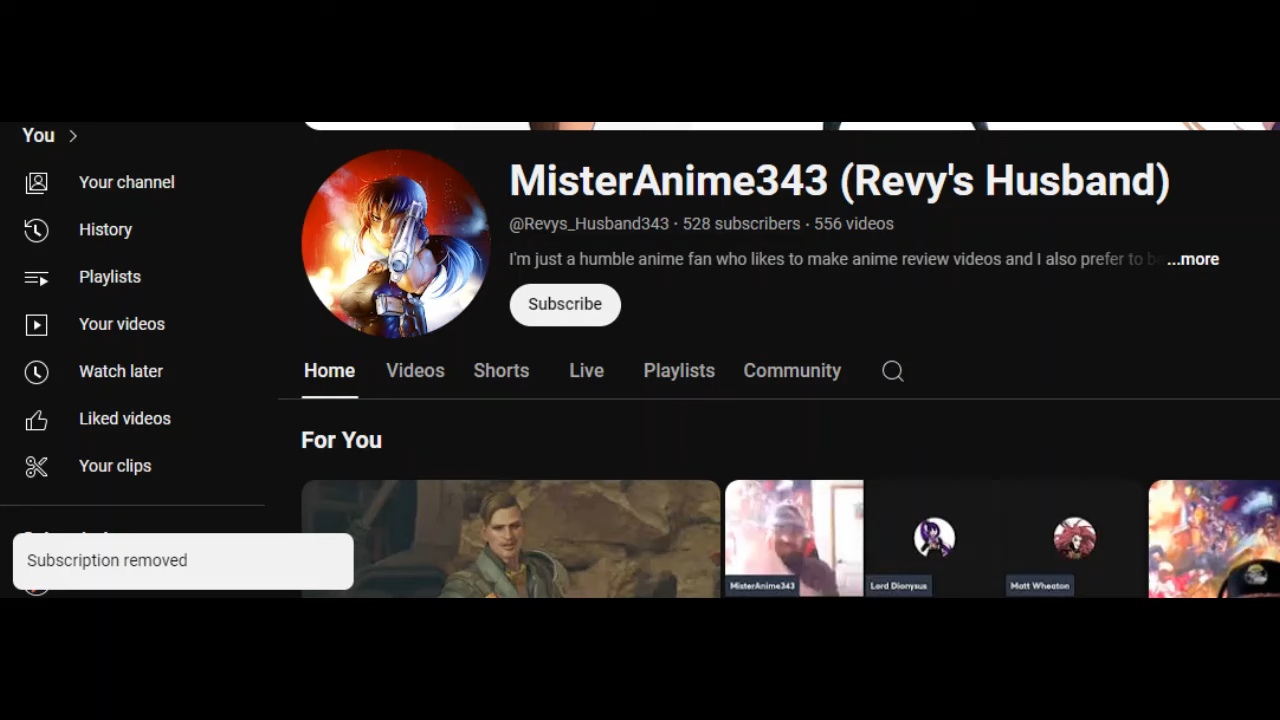 You
Your channel
History
Playlists
Your videos
Watch later
Liked videos
Your clips
Subscription removed
MisterAnime343 (Revy's Husband)
@Revys_Husband343 · 528 subscribers · 556 videos
I'm just a humble anime fan who likes to make anime review videos and I also prefer to ...more
Subscribe
Home Videos Shorts Live Playlists Community
For You
MisterAnime343 Lord Dionysus Matt Wheaton